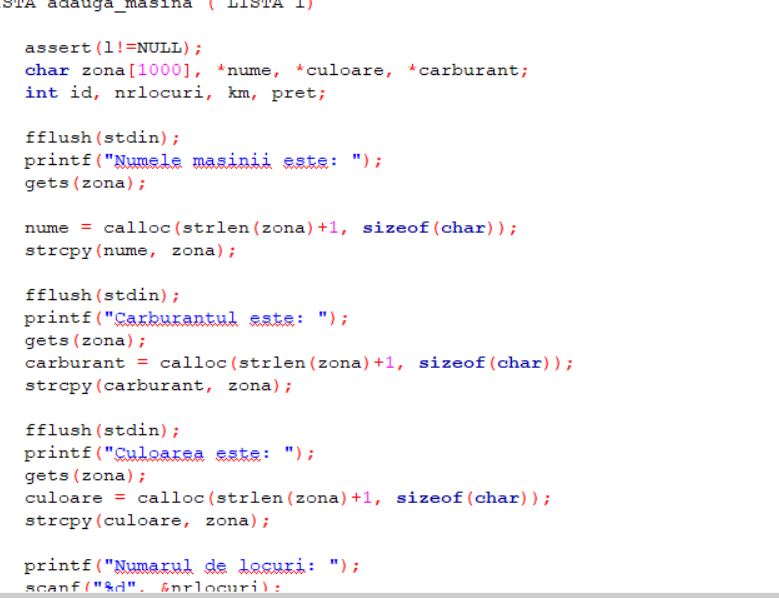 STA adauga_masina ( LISTA l)
assert(l!=NULL);
char zona[1000], *nume, *culoare, *carburant;
int id, nrlocuri, km, pret;
fflush(stdin);
printf("Numele masinii este: ");
gets(zona);
nume = calloc(strlen(zona)+1, sizeof(char));
strcpy(nume, zona);
fflush(stdin);
printf("Carburantul este: ");
gets(zona);
carburant = calloc(strlen(zona)+1, sizeof(char));
strcpy(carburant, zona);
fflush(stdin);
printf("Culoarea este: ");
gets(zona);
culoare = calloc(strlen(zona)+1, sizeof(char));
strcpy(culoare, zona);
printf("Numarul de locuri: ");
scanf("%d", &nrlocuri);